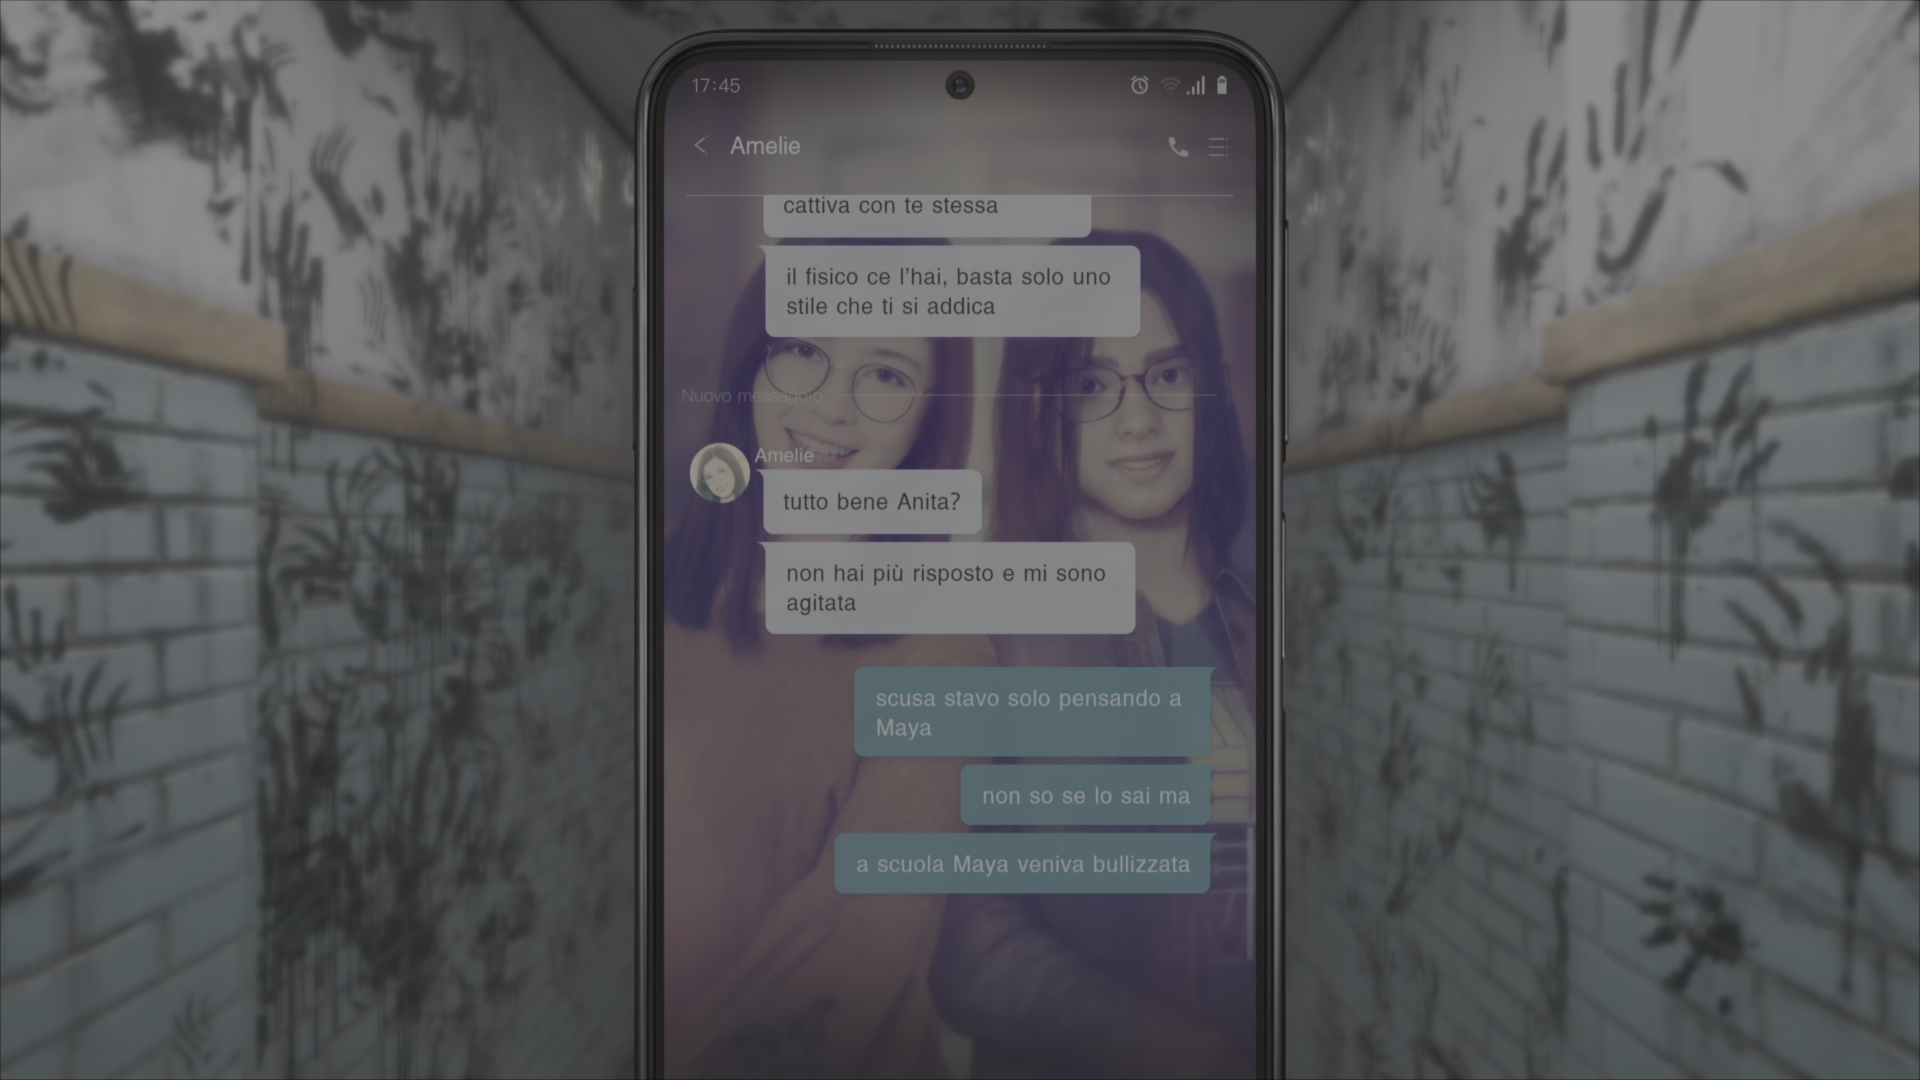 17:45
Amelie
cattiva con te stessa
il fisico ce l'hai, basta solo uno
stile che ti si addica
Nuovo messaggio
Amelie
tutto bene Anita?
non hai più risposto e mi sono
agitata
scusa stavo solo pensando a
Maya
non so se lo sai ma
a scuola Maya veniva bullizzata